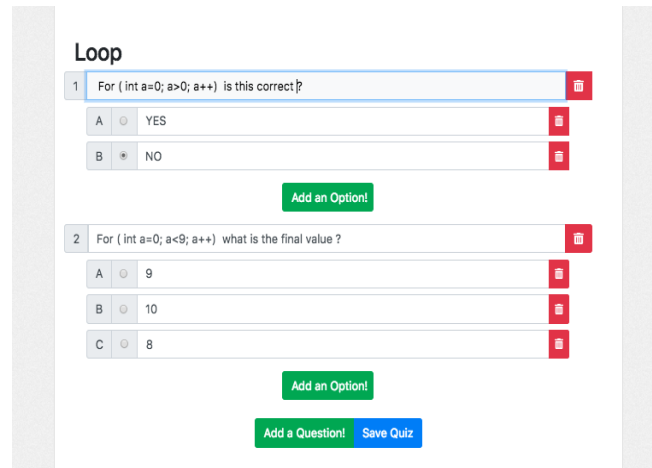 Loop
1 For ( int a=0; a>0; a++) is this correct ?
A YES
B NO
Add an Option!
2 For ( int a=0; a<9; a++) what is the final value ?
A 9
B 10
C 8
Add an Option!
Add a Question! Save Quiz